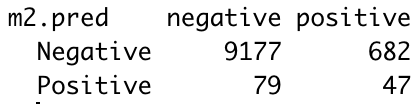 m2.pred negative positive
Negative 9177 682
Positive 79 47